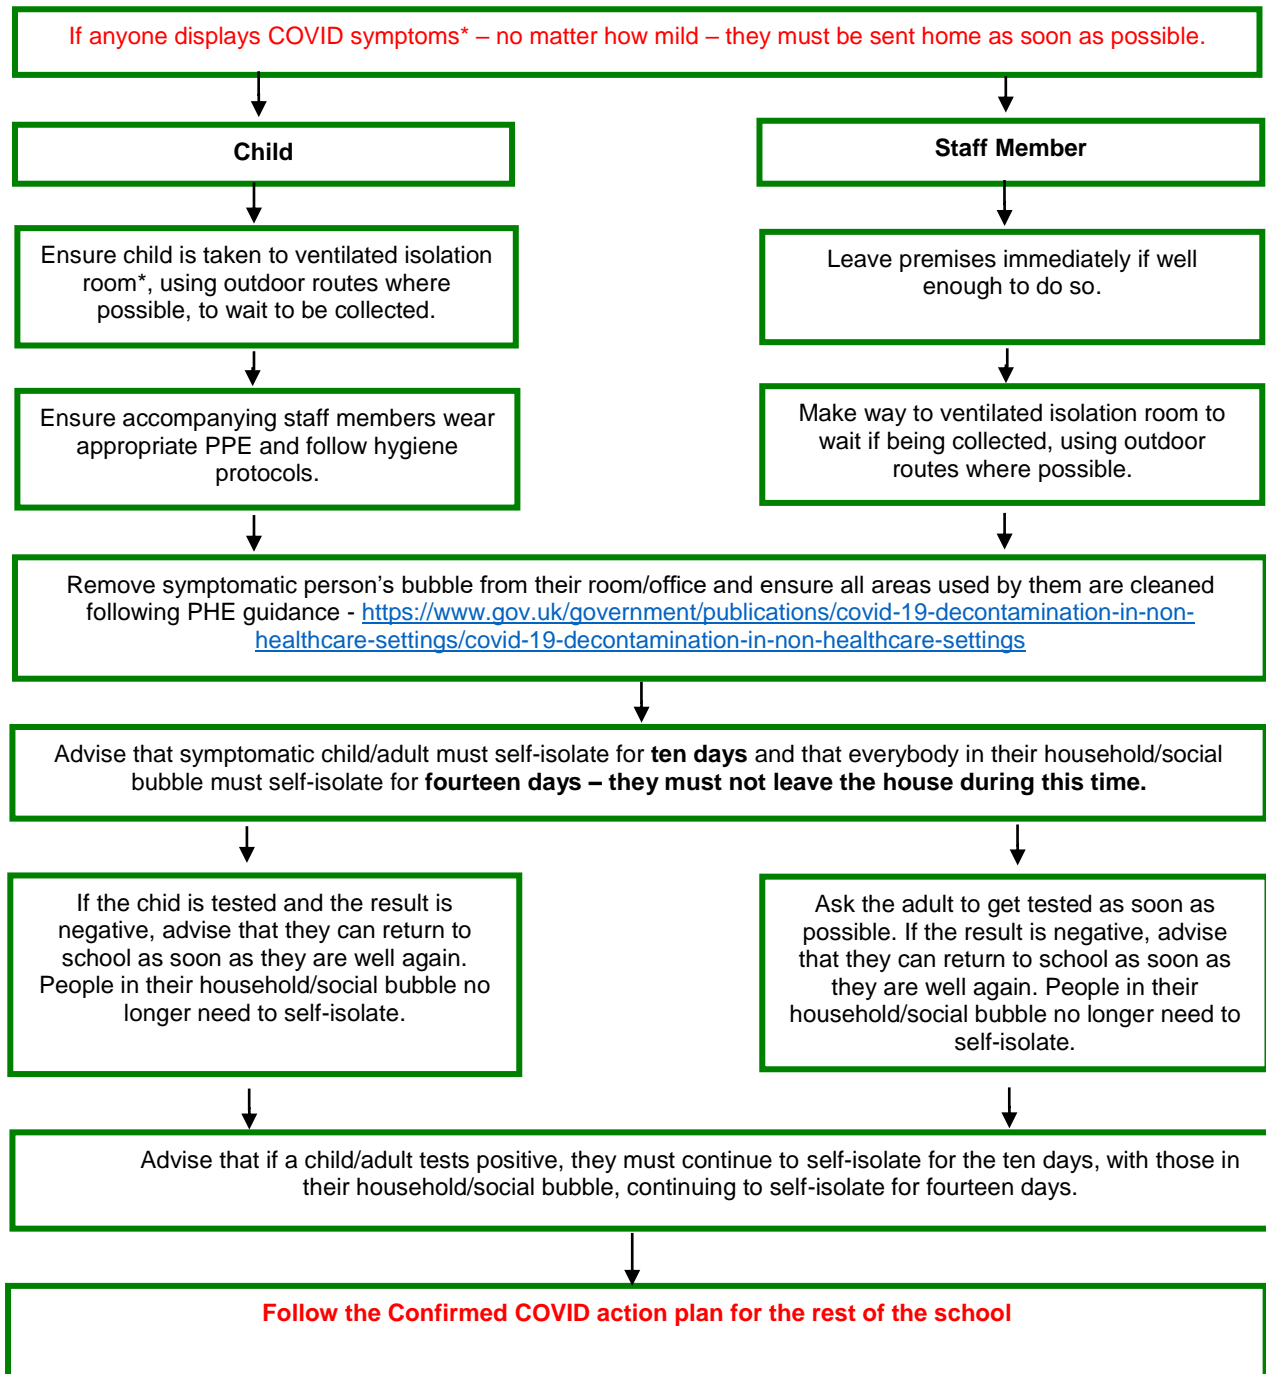 If anyone displays COVID symptoms* – no matter how mild – they must be sent home as soon as possible.
Child
Staff Member
Ensure child is taken to ventilated isolation
room*, using outdoor routes where
possible, to wait to be collected.
Leave premises immediately if well
enough to do so.
Ensure accompanying staff members wear
appropriate PPE and follow hygiene
protocols.
Make way to ventilated isolation room to
wait if being collected, using outdoor
routes where possible.
Remove symptomatic person’s bubble from their room/office and ensure all areas used by them are cleaned
following PHE guidance - https://www.gov.uk/government/publications/covid-19-decontamination-in-non-
healthcare-settings/covid-19-decontamination-in-non-healthcare-settings
Advise that symptomatic child/adult must self-isolate for ten days and that everybody in their household/social
bubble must self-isolate for fourteen days – they must not leave the house during this time.
If the chid is tested and the result is
negative, advise that they can return to
school as soon as they are well again.
People in their household/social bubble no
longer need to self-isolate.
Ask the adult to get tested as soon as
possible. If the result is negative, advise
that they can return to school as soon as
they are well again. People in their
household/social bubble no longer need to
self-isolate.
Advise that if a child/adult tests positive, they must continue to self-isolate for the ten days, with those in
their household/social bubble, continuing to self-isolate for fourteen days.
Follow the Confirmed COVID action plan for the rest of the school